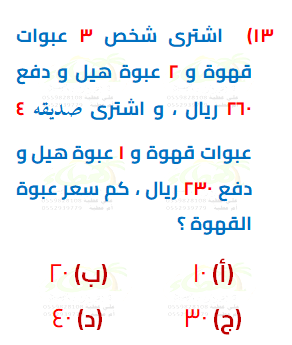 ١٣) اشترى شخص ٣ عبوات
قهوة و ٢ عبوة هيل و دفع
٢٦٠ ريال ، و اشترى صديقه ٤
عبوات قهوة و ١ عبوة هيل و
دفع ٢٣٠ ريال ، كم سعر عبوة
القهوة ؟
(أ) ١٠ (ب) ٢٠
(ج) ٣٠ (د) ٤٠